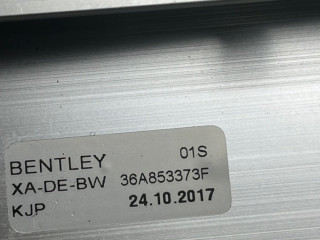 BENTLEY 01S
XA-DE-BW 36A853373F
KJP 24.10.2017